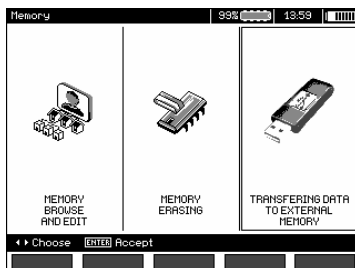 Memory 99% 13:59
MEMORY
BROWSE
AND EDIT
MEMORY
ERASING
TRANSFERING DATA
TO EXTERNAL
MEMORY
Choose ENTER Accept